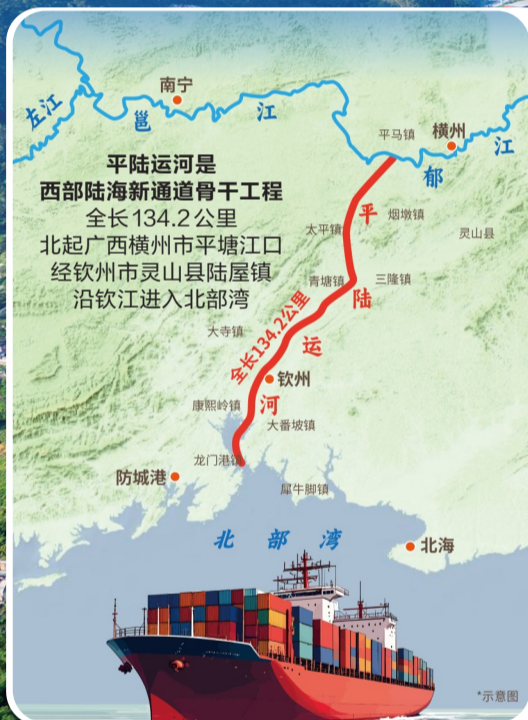 南宁
左江
邕江
平马镇
横州
郁江
平陆运河是
西部陆海新通道骨干工程
全长134.2公里
北起广西横州市平塘江口
经钦州市灵山县陆屋镇
沿钦江进入北部湾
平陆运河
烟墩镇
太平镇
灵山县
青塘镇
三隆镇
大寺镇
全长134.2公里
钦州
康熙岭镇
大番坡镇
龙门港镇
防城港
犀牛脚镇
北部湾
北海
*示意图